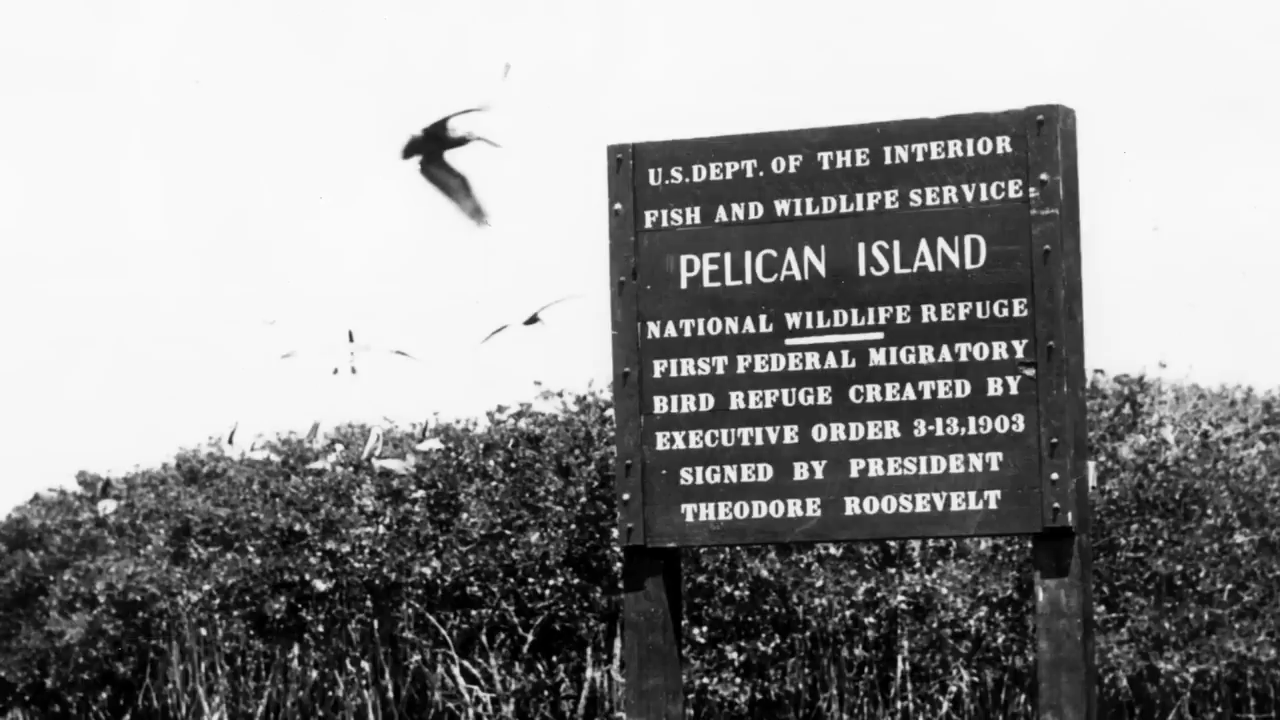 U.S.DEPT. OF THE INTERIOR
FISH AND WILDLIFE SERVICE
PELICAN ISLAND
NATIONAL WILDLIFE REFUGE
FIRST FEDERAL MIGRATORY
BIRD REFUGE CREATED BY
EXECUTIVE ORDER 3-13,1903
SIGNED BY PRESIDENT
THEODORE ROOSEVELT